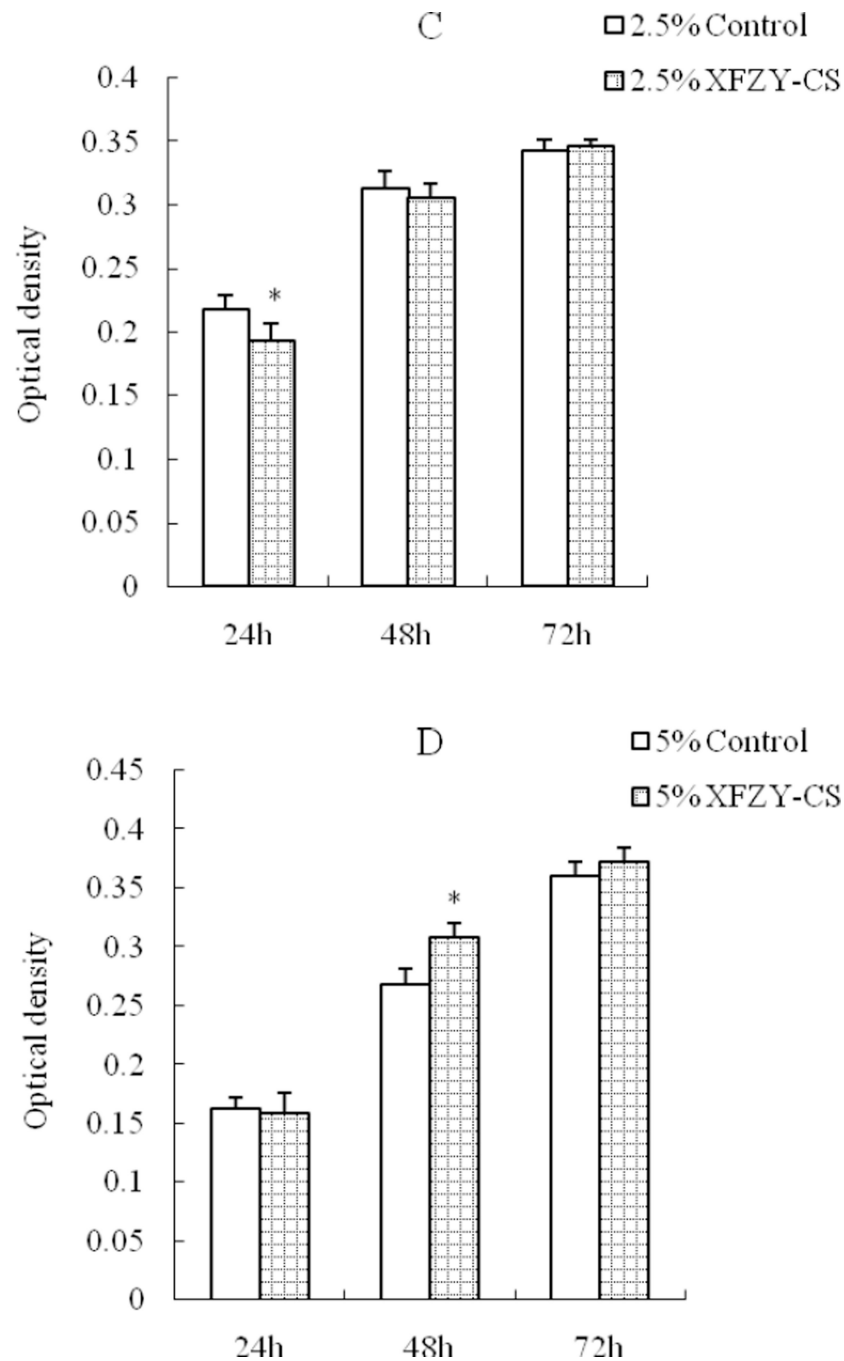 C
2.5% Control
2.5% XFZY-CS
0.4
0.35
0.3
0.25
0.2
0.15
0.1
0.05
0
Optical density
*
24h 48h 72h
D
5% Control
5% XFZY-CS
0.45
0.4
0.35
0.3
0.25
0.2
0.15
0.1
0.05
0
Optical density
*
24h 48h 72h